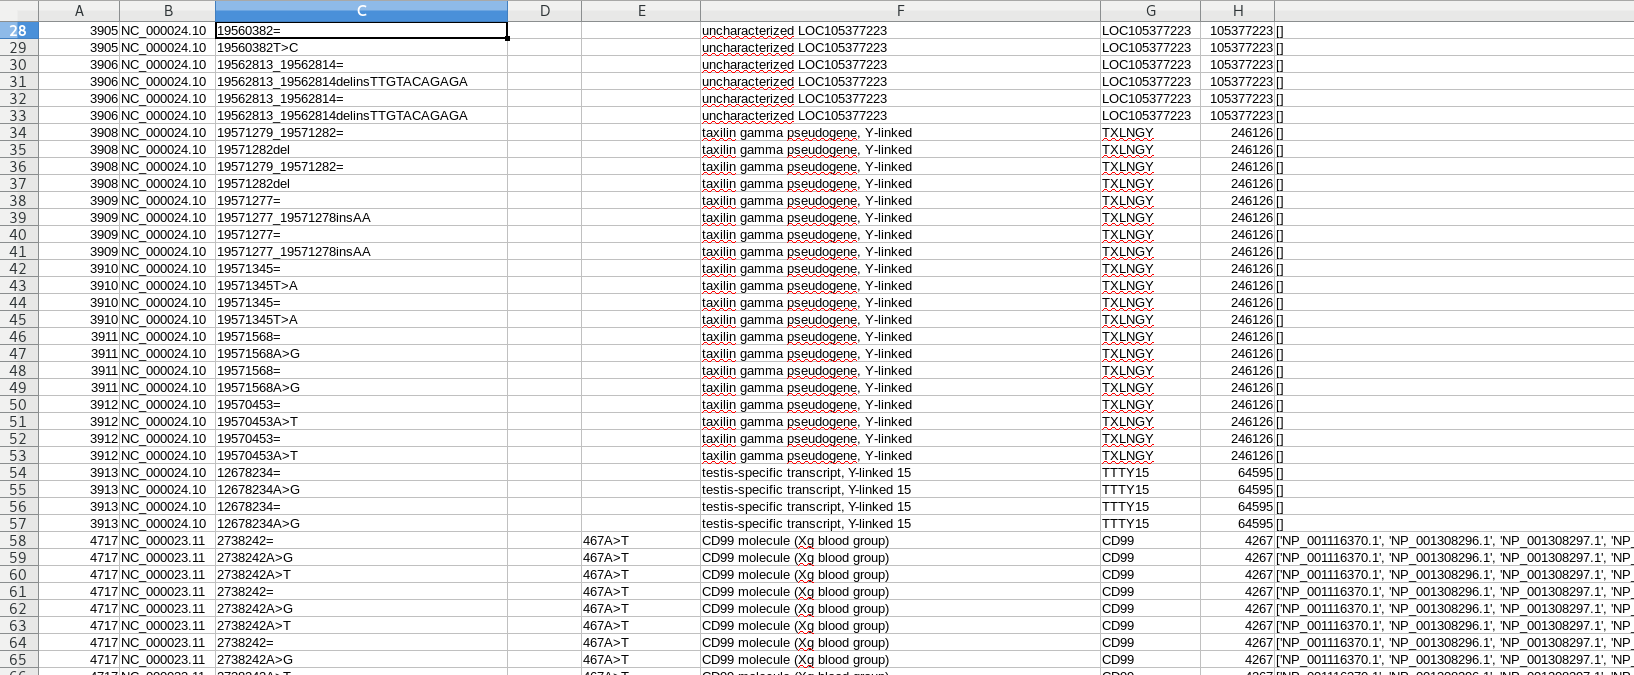 A B C D E F G H
28 3905 NC_000024.10 19560382= uncharacterized LOC105377223 LOC105377223 105377223 []
29 3905 NC_000024.10 19560382T>C uncharacterized LOC105377223 LOC105377223 105377223 []
30 3906 NC_000024.10 19562813_19562814= uncharacterized LOC105377223 LOC105377223 105377223 []
31 3906 NC_000024.10 19562813_19562814delinsTTGTACAGAGA uncharacterized LOC105377223 LOC105377223 105377223 []
32 3906 NC_000024.10 19562813_19562814= uncharacterized LOC105377223 LOC105377223 105377223 []
33 3906 NC_000024.10 19562813_19562814delinsTTGTACAGAGA uncharacterized LOC105377223 LOC105377223 105377223 []
34 3908 NC_000024.10 19571279_19571282= taxilin gamma pseudogene, Y-linked TXLNGY 246126 []
35 3908 NC_000024.10 19571282del taxilin gamma pseudogene, Y-linked TXLNGY 246126 []
36 3908 NC_000024.10 19571279_19571282= taxilin gamma pseudogene, Y-linked TXLNGY 246126 []
37 3908 NC_000024.10 19571282del taxilin gamma pseudogene, Y-linked TXLNGY 246126 []
38 3909 NC_000024.10 19571277= taxilin gamma pseudogene, Y-linked TXLNGY 246126 []
39 3909 NC_000024.10 19571277_19571278insAA taxilin gamma pseudogene, Y-linked TXLNGY 246126 []
40 3909 NC_000024.10 19571277= taxilin gamma pseudogene, Y-linked TXLNGY 246126 []
41 3909 NC_000024.10 19571277_19571278insAA taxilin gamma pseudogene, Y-linked TXLNGY 246126 []
42 3910 NC_000024.10 19571345= taxilin gamma pseudogene, Y-linked TXLNGY 246126 []
43 3910 NC_000024.10 19571345T>A taxilin gamma pseudogene, Y-linked TXLNGY 246126 []
44 3910 NC_000024.10 19571345= taxilin gamma pseudogene, Y-linked TXLNGY 246126 []
45 3910 NC_000024.10 19571345T>A taxilin gamma pseudogene, Y-linked TXLNGY 246126 []
46 3911 NC_000024.10 19571568= taxilin gamma pseudogene, Y-linked TXLNGY 246126 []
47 3911 NC_000024.10 19571568A>G taxilin gamma pseudogene, Y-linked TXLNGY 246126 []
48 3911 NC_000024.10 19571568= taxilin gamma pseudogene, Y-linked TXLNGY 246126 []
49 3911 NC_000024.10 19571568A>G taxilin gamma pseudogene, Y-linked TXLNGY 246126 []
50 3912 NC_000024.10 19570453= taxilin gamma pseudogene, Y-linked TXLNGY 246126 []
51 3912 NC_000024.10 19570453A>T taxilin gamma pseudogene, Y-linked TXLNGY 246126 []
52 3912 NC_000024.10 19570453= taxilin gamma pseudogene, Y-linked TXLNGY 246126 []
53 3912 NC_000024.10 19570453A>T taxilin gamma pseudogene, Y-linked TXLNGY 246126 []
54 3913 NC_000024.10 12678234= testis-specific transcript, Y-linked 15 TTTY15 64595 []
55 3913 NC_000024.10 12678234A>G testis-specific transcript, Y-linked 15 TTTY15 64595 []
56 3913 NC_000024.10 12678234= testis-specific transcript, Y-linked 15 TTTY15 64595 []
57 3913 NC_000024.10 12678234A>G testis-specific transcript, Y-linked 15 TTTY15 64595 []
58 4717 NC_000023.11 2738242= 467A>T CD99 molecule (Xg blood group) CD99 4267 ['NP_001116370.1', 'NP_001308296.1', 'NP_001308297.1', 'NP_
59 4717 NC_000023.11 2738242A>G 467A>T CD99 molecule (Xg blood group) CD99 4267 ['NP_001116370.1', 'NP_001308296.1', 'NP_001308297.1', 'NP_
60 4717 NC_000023.11 2738242A>T 467A>T CD99 molecule (Xg blood group) CD99 4267 ['NP_001116370.1', 'NP_001308296.1', 'NP_001308297.1', 'NP_
61 4717 NC_000023.11 2738242= 467A>T CD99 molecule (Xg blood group) CD99 4267 ['NP_001116370.1', 'NP_001308296.1', 'NP_001308297.1', 'NP_
62 4717 NC_000023.11 2738242A>G 467A>T CD99 molecule (Xg blood group) CD99 4267 ['NP_001116370.1', 'NP_001308296.1', 'NP_001308297.1', 'NP_
63 4717 NC_000023.11 2738242A>T 467A>T CD99 molecule (Xg blood group) CD99 4267 ['NP_001116370.1', 'NP_001308296.1', 'NP_001308297.1', 'NP_
64 4717 NC_000023.11 2738242= 467A>T CD99 molecule (Xg blood group) CD99 4267 ['NP_001116370.1', 'NP_001308296.1', 'NP_001308297.1', 'NP_
65 4717 NC_000023.11 2738242A>G 467A>T CD99 molecule (Xg blood group) CD99 4267 ['NP_001116370.1', 'NP_001308296.1', 'NP_001308297.1', 'NP_